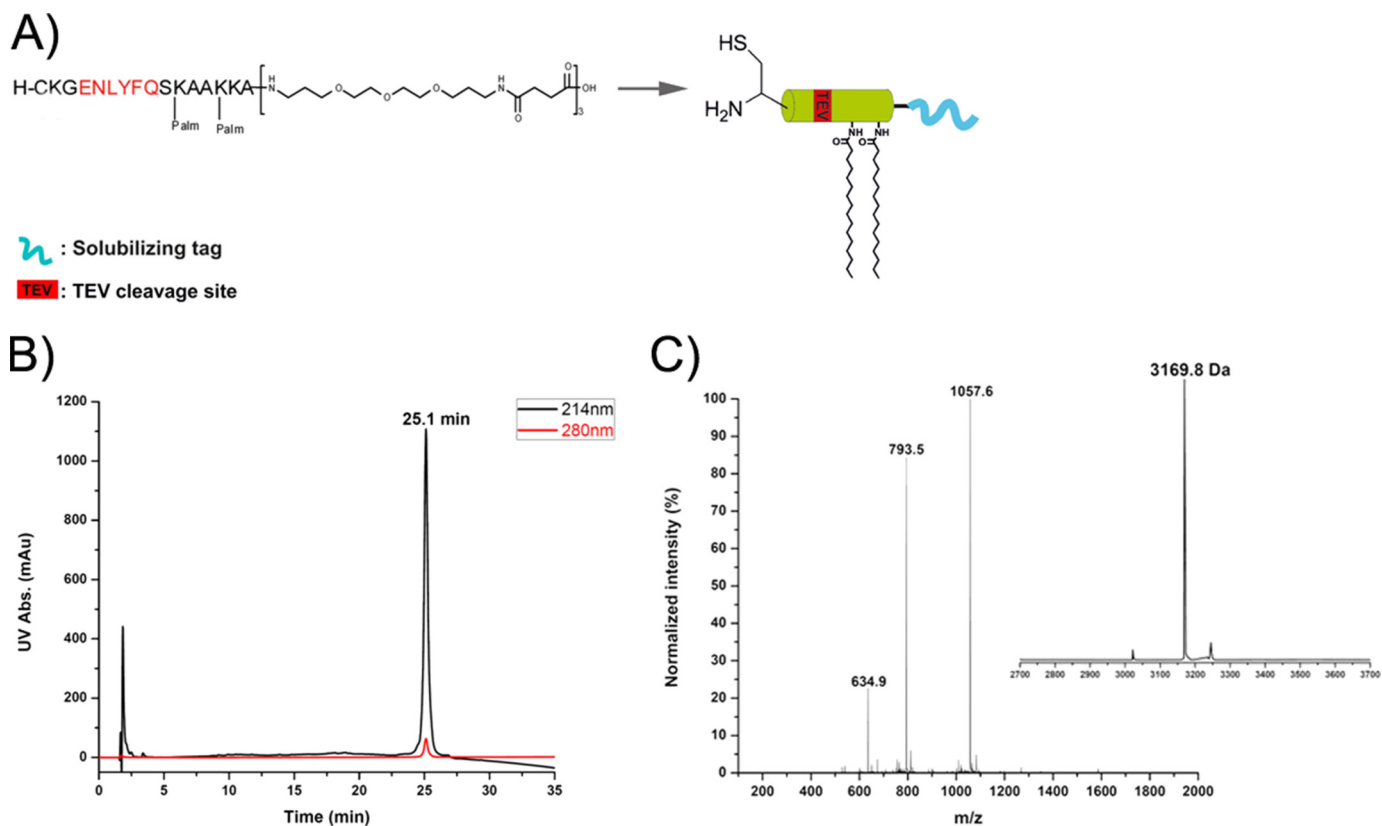 A)
H-CKGENLYFQSKAAKKA
Palm
Palm
H
N
O
O
O
H
N
O
O
OH
3
HS
H2N
TEV
NH
NH
O
O
: Solubilizing tag
TEV : TEV cleavage site
B)
25.1 min
214nm
280nm
1200
1000
800
600
400
200
0
UV Abs. (mAu)
0 5 10 15 20 25 30 35
Time (min)
C)
3169.8 Da
1057.6
793.5
634.9
100
90
80
70
60
50
40
30
20
10
0
Normalized intensity (%)
2700 2800 2900 3000 3100 3200 3300 3400 3500 3600 3700
200 400 600 800 1000 1200 1400 1600 1800 2000
m/z